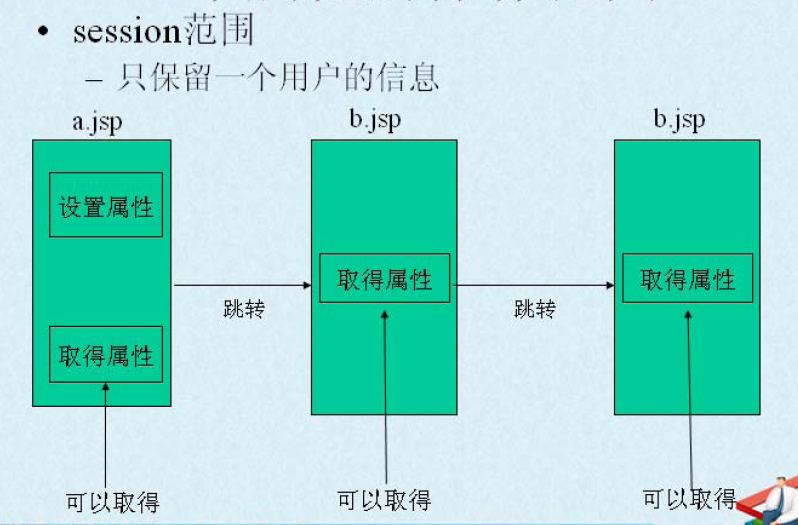 • session范围
– 只保留一个用户的信息
a.jsp
b.jsp
b.jsp
设置属性
取得属性
取得属性
取得属性
跳转
跳转
可以取得
可以取得
可以取得